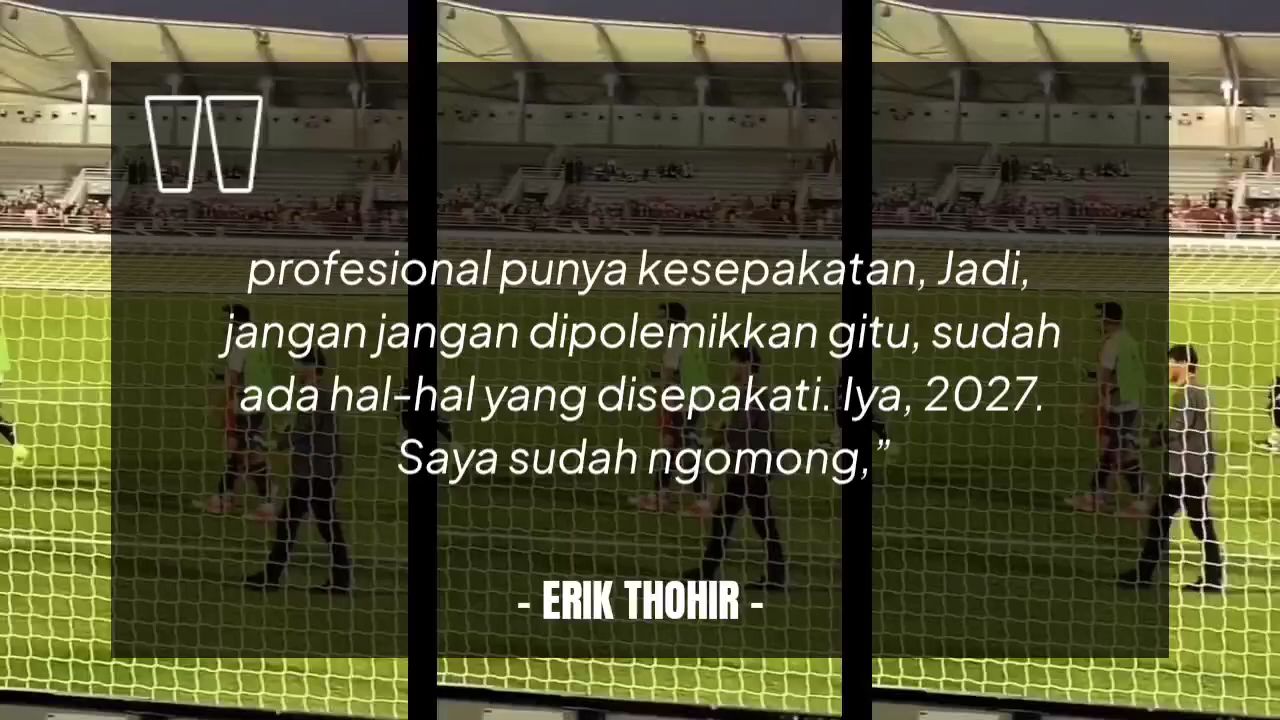 profesional punya kesepakatan, Jadi,
jangan jangan dipolemikkan gitu, sudah
ada hal-hal yang disepakati. Iya, 2027.
Saya sudah ngomong,”
- ERIK THOHIR -